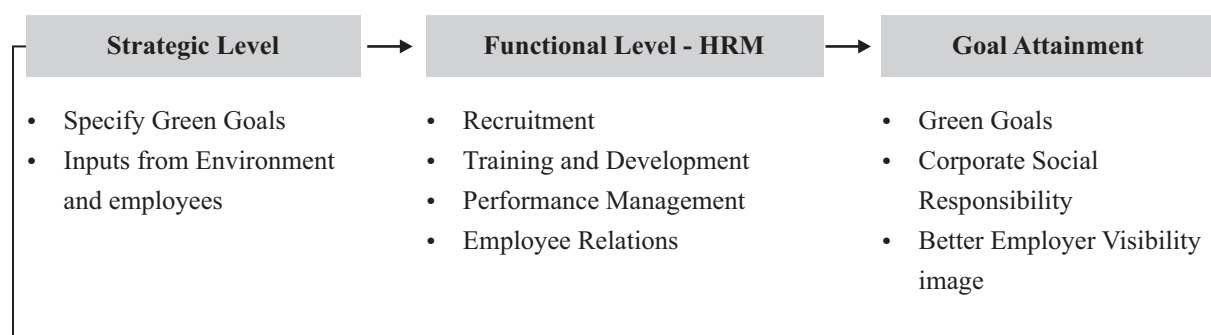 Strategic Level
Functional Level - HRM
Goal Attainment
• Specify Green Goals
• Inputs from Environment
and employees
• Recruitment
• Training and Development
• Performance Management
• Employee Relations
• Green Goals
• Corporate Social
Responsibility
• Better Employer Visibility
image